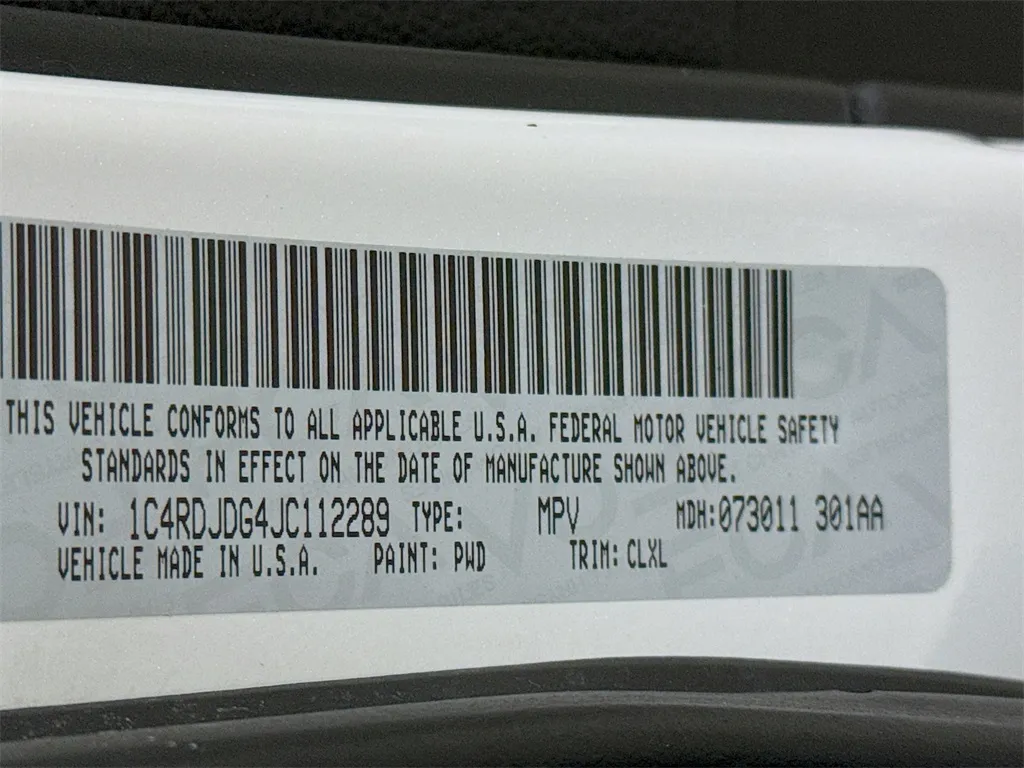 THIS VEHICLE CONFORMS TO ALL APPLICABLE U.S.A. FEDERAL MOTOR VEHICLE SAFETY
STANDARDS IN EFFECT ON THE DATE OF MANUFACTURE SHOWN ABOVE.
VIN: 1C4RDJDG4JC112289 TYPE: MPV MDH:073011 301AA
VEHICLE MADE IN U.S.A. PAINT: PWD TRIM: CLXL